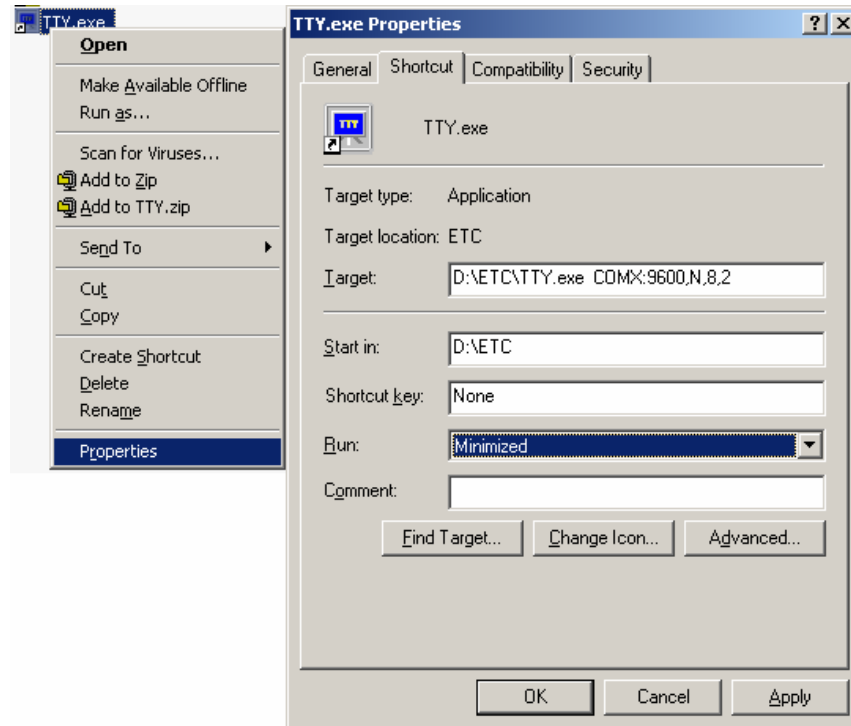 TTY.exe
Open
Make Available Offline
Run as...
Scan for Viruses...
Add to Zip
Add to TTY.zip
Send To
Cut
Copy
Create Shortcut
Delete
Rename
Properties
TTY.exe Properties
General Shortcut Compatibility Security
TTY
TTY.exe
Target type: Application
Target location: ETC
Target: D:\ETC\TTY.exe COMX:9600,N,8,2
Start in: D:\ETC
Shortcut key: None
Run: Minimized
Comment:
Find Target... Change Icon... Advanced...
OK Cancel Apply